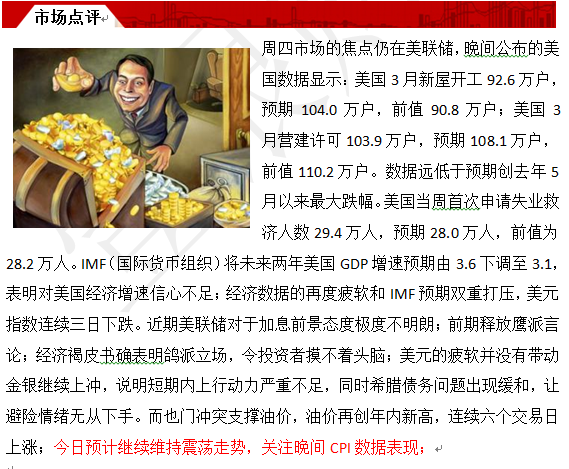 市场点评
周四市场的焦点仍在美联储，晚间公布的美
国数据显示：美国 3 月新屋开工 92.6 万户，
预期 104.0 万户，前值 90.8 万户；美国 3
月营建许可 103.9 万户，预期 108.1 万户，
前值 110.2 万户。数据远低于预期创去年 5
月以来最大跌幅。美国当周首次申请失业救
济人数 29.4 万人，预期 28.0 万人，前值为
28.2 万人。IMF（国际货币组织）将未来两年美国 GDP 增速预期由 3.6 下调至 3.1，
表明对美国经济增速信心不足；经济数据的再度疲软和 IMF 预期双重打压，美元
指数连续三日下跌。近期美联储对于加息前景态度极度不明朗；前期释放鹰派言
论；经济褐皮书确表明鸽派立场，令投资者摸不着头脑；美元的疲软并没有带动
金银继续上冲，说明短期内上行动力严重不足，同时希腊债务问题出现缓和，让
避险情绪无从下手。而也门冲突支撑油价，油价再创年内新高，连续六个交易日
上涨；今日预计继续维持震荡走势，关注晚间 CPI 数据表现；